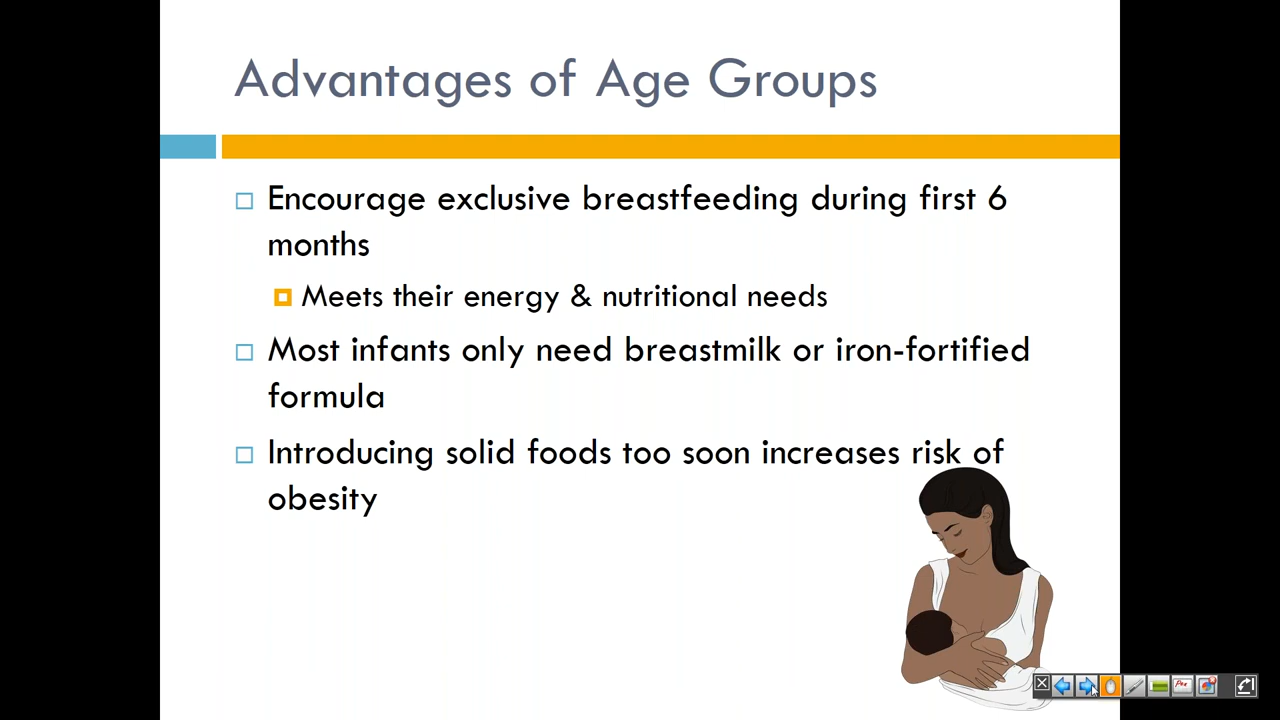 Advantages of Age Groups
Encourage exclusive breastfeeding during first 6
months
Meets their energy & nutritional needs
Most infants only need breastmilk or iron-fortified
formula
Introducing solid foods too soon increases risk of
obesity